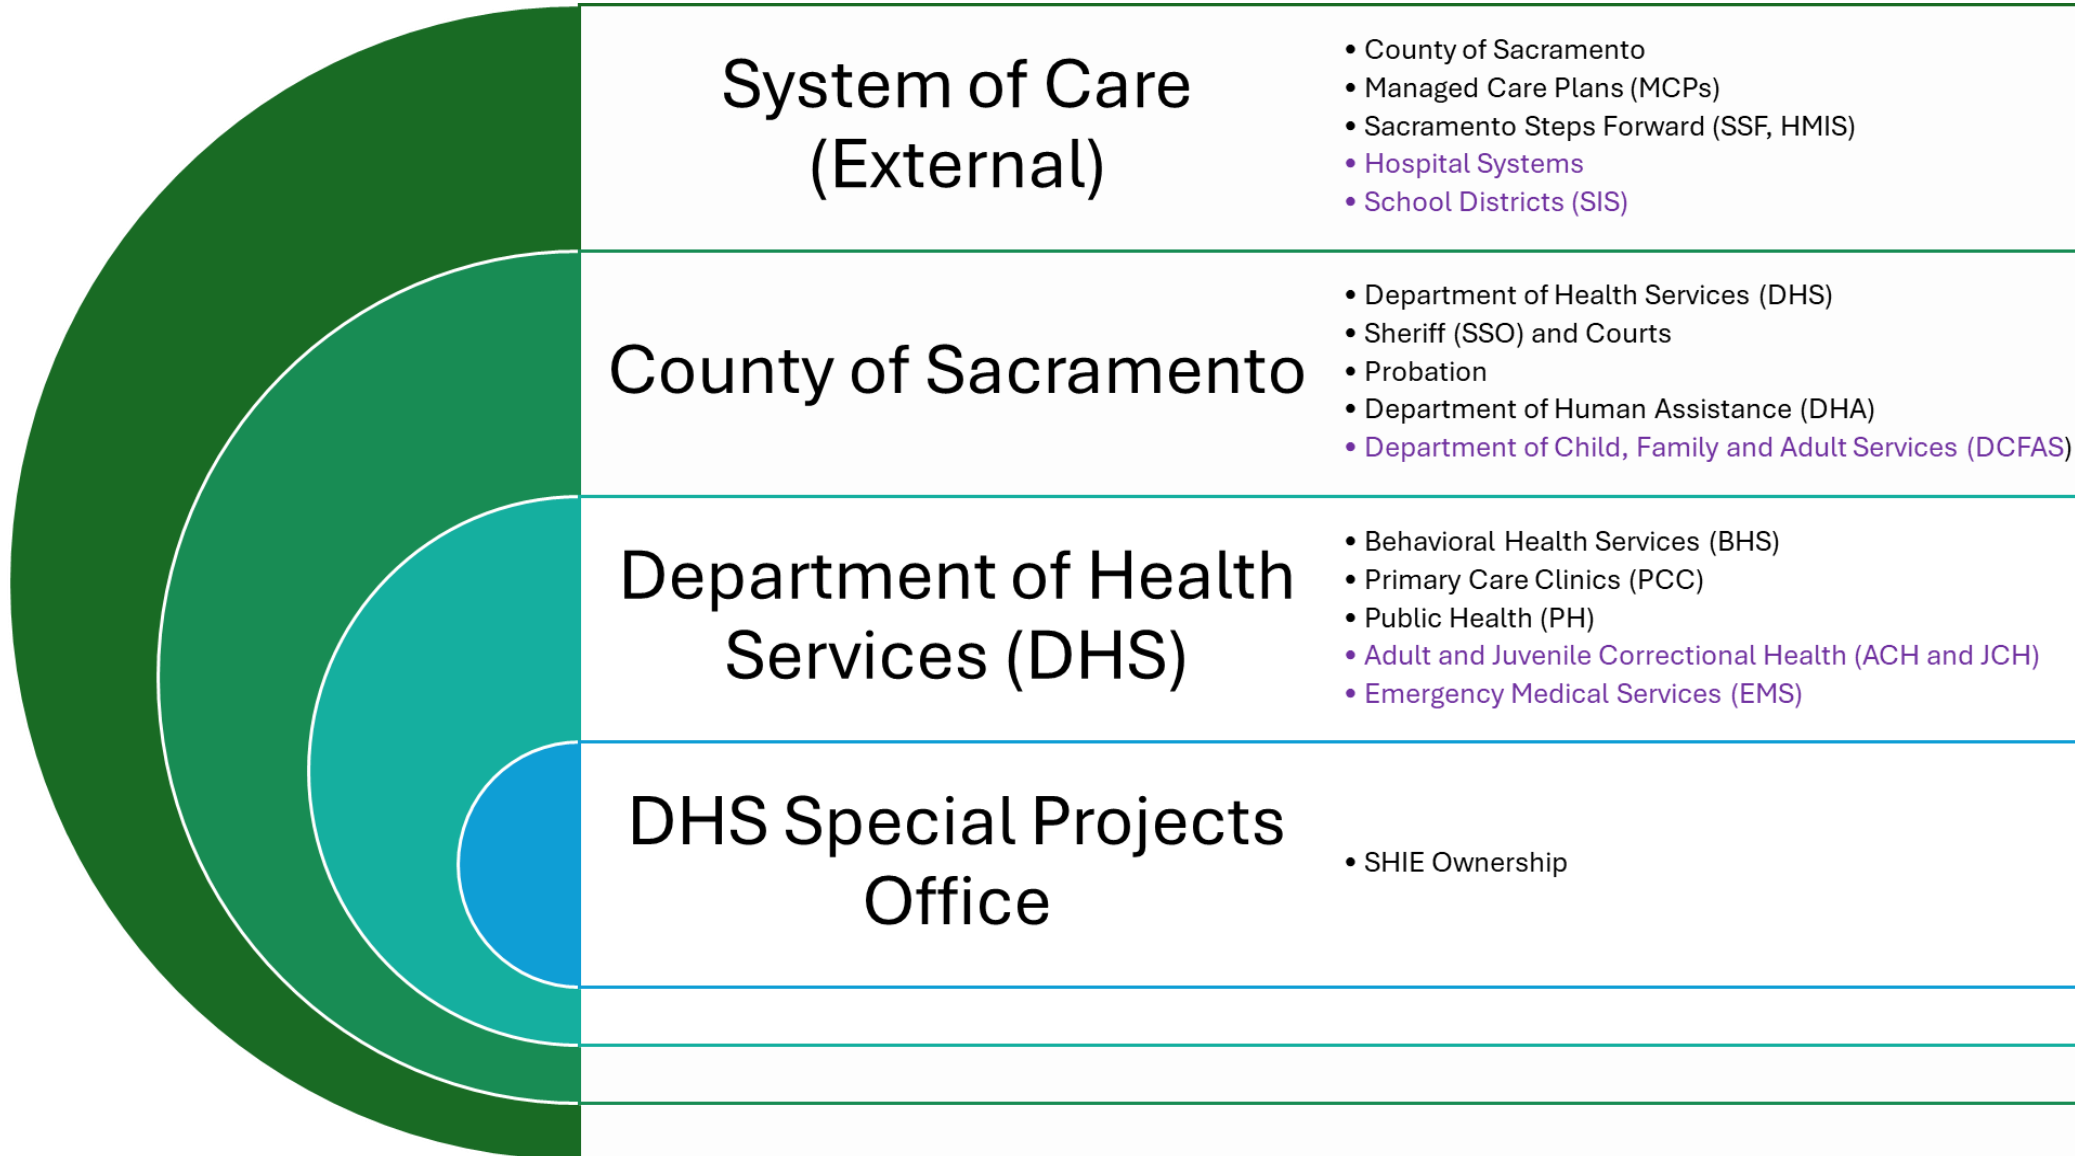 System of Care
(External)
• County of Sacramento
• Managed Care Plans (MCPs)
• Sacramento Steps Forward (SSF, HMIS)
• Hospital Systems
• School Districts (SIS)
County of Sacramento
• Department of Health Services (DHS)
• Sheriff (SSO) and Courts
• Probation
• Department of Human Assistance (DHA)
• Department of Child, Family and Adult Services (DCFAS)
Department of Health
Services (DHS)
• Behavioral Health Services (BHS)
• Primary Care Clinics (PCC)
• Public Health (PH)
• Adult and Juvenile Correctional Health (ACH and JCH)
• Emergency Medical Services (EMS)
DHS Special Projects
Office
• SHIE Ownership